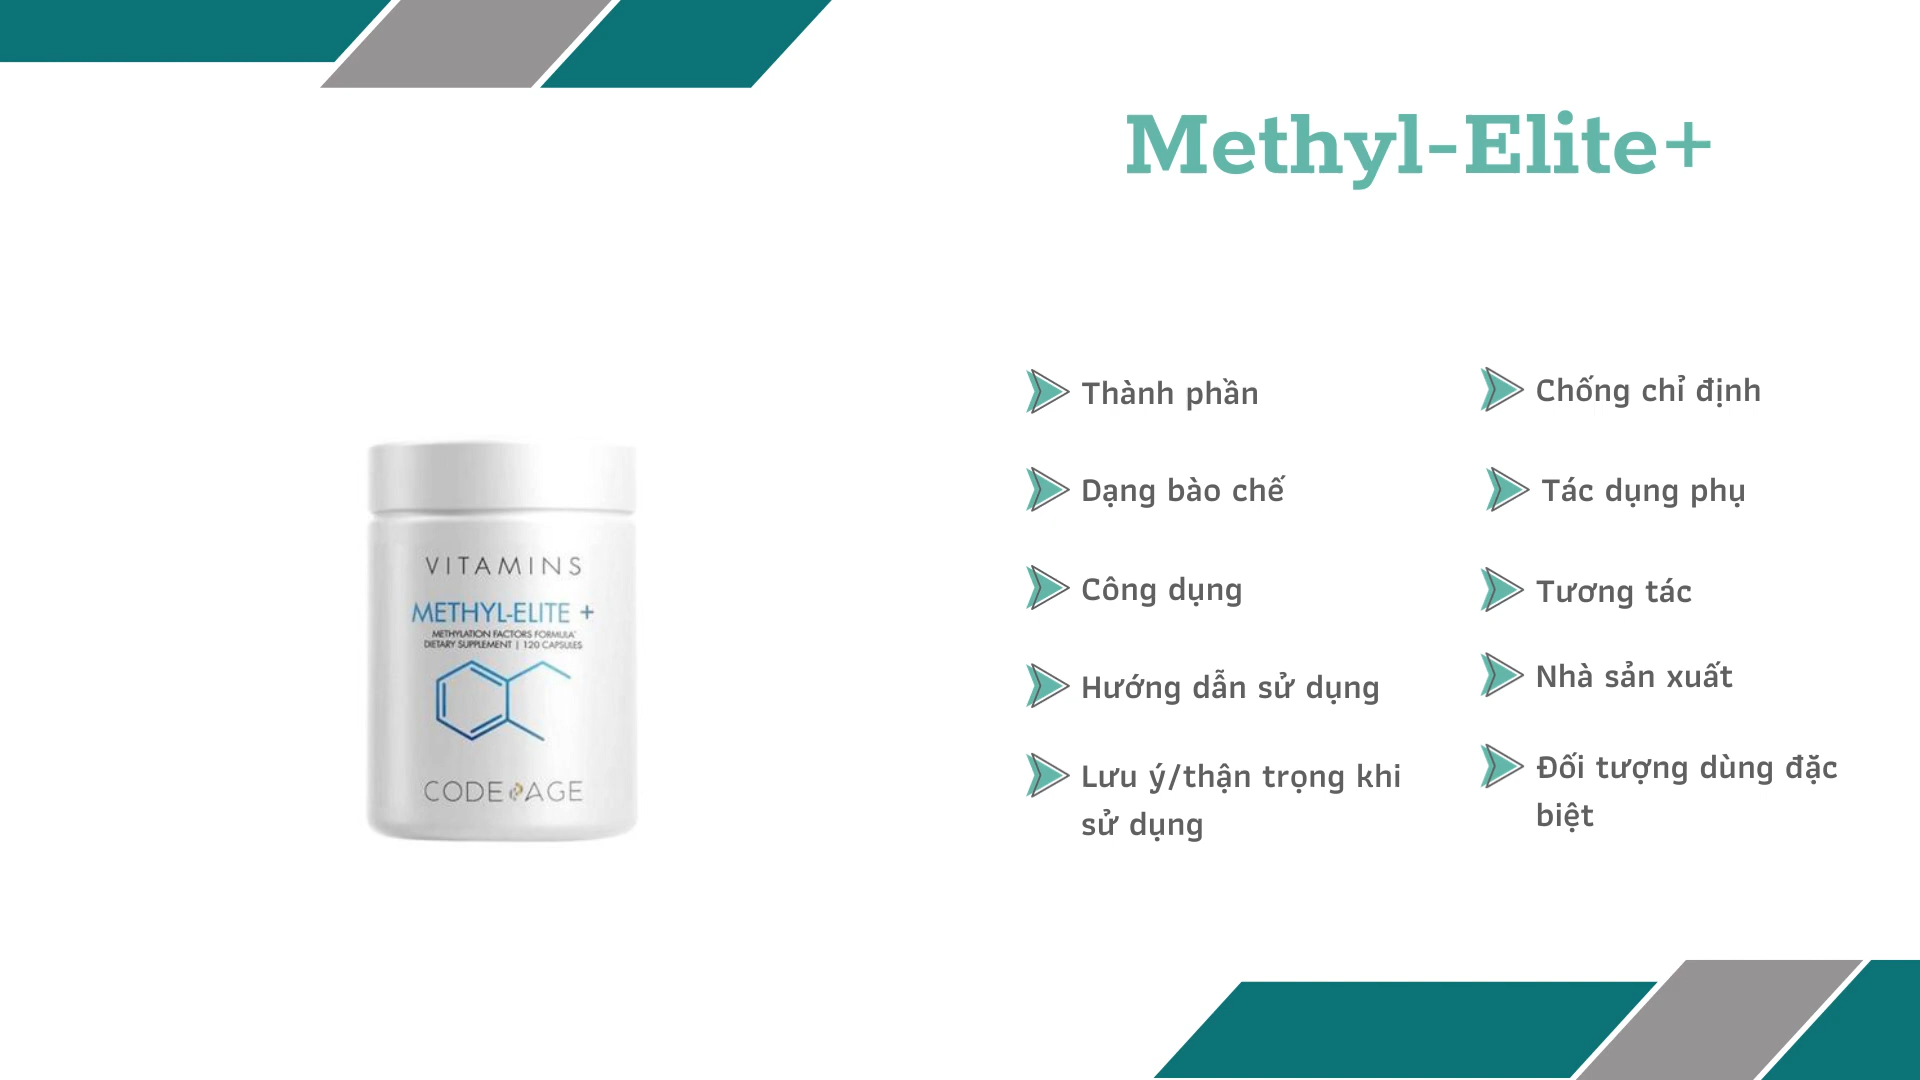 Methyl-Elite+
Thành phần
Dạng bào chế
Công dụng
Hướng dẫn sử dụng
Lưu ý/thận trọng khi
sử dụng
Chống chỉ định
Tác dụng phụ
Tương tác
Nhà sản xuất
Đối tượng dùng đặc
biệt
VITAMINS
METHYL-ELITE +
METHYLATION FACTORS FORMULA*
DIETARY SUPPLEMENT | 120 CAPSULES
CODE AGE